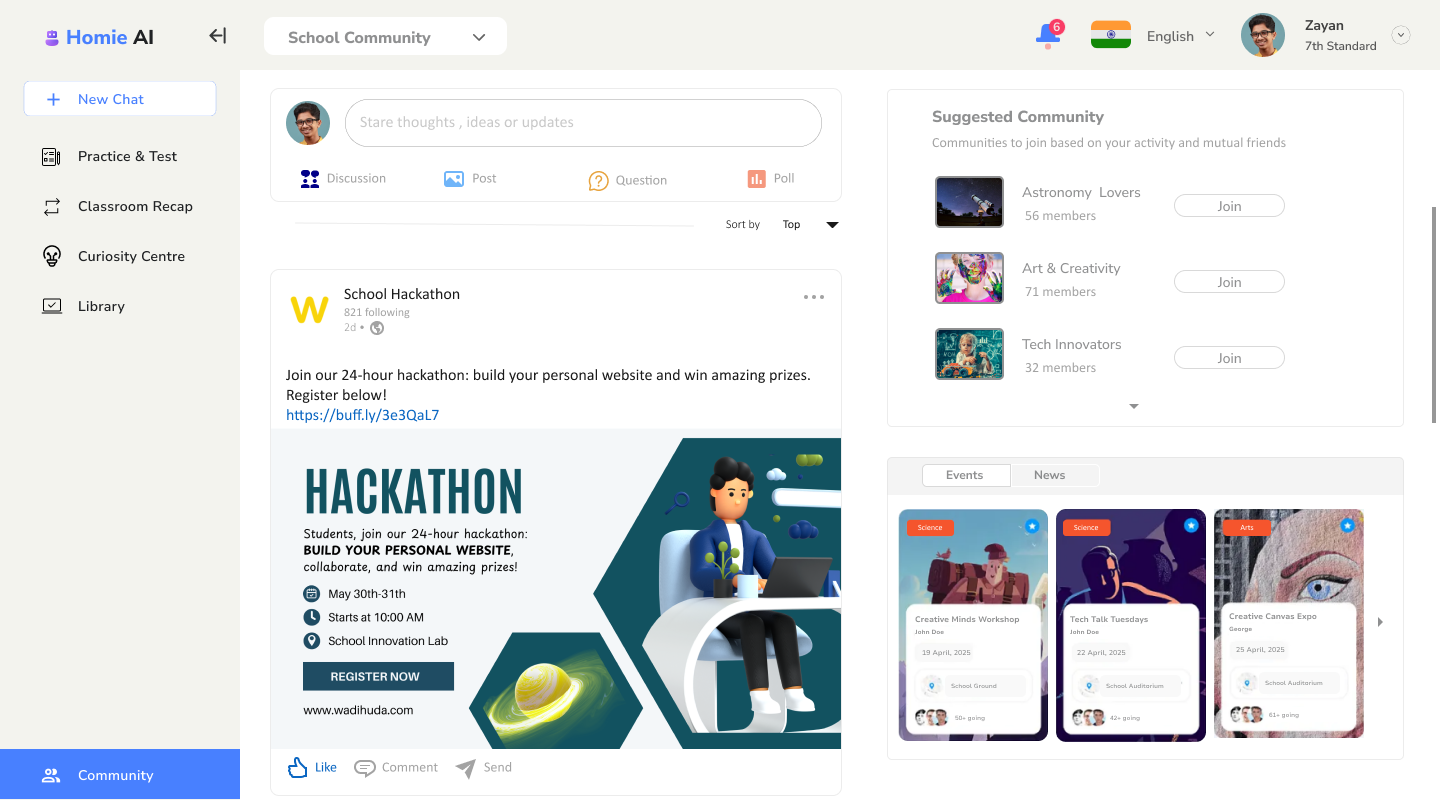 Homie AI
School Community
6
English
Zayan
7th Standard
New Chat
Practice & Test
Classroom Recap
Curiosity Centre
Library
Community
Stare thoughts , ideas or updates
Discussion
Post
Question
Poll
Sort by
Top
W
School Hackathon
821 following
2d •
Join our 24-hour hackathon: build your personal website and win amazing prizes.
Register below!
https://buff.ly/3e3QaL7
HACKATHON
Students, join our 24-hour hackathon:
BUILD YOUR PERSONAL WEBSITE,
collaborate, and win amazing prizes!
May 30th-31th
Starts at 10:00 AM
School Innovation Lab
REGISTER NOW
www.wadihuda.com
Like
Comment
Send
Suggested Community
Communities to join based on your activity and mutual friends
Astronomy Lovers
56 members
Join
Art & Creativity
71 members
Join
Tech Innovators
32 members
Join
Events
News
Science
Creative Minds Workshop
John Doe
19 April, 2025
School Ground
50+ going
Science
Tech Talk Tuesdays
John Doe
22 April, 2025
School Auditorium
42+ going
Arts
Creative Canvas Expo
George
25 April, 2025
School Auditorium
61+ going